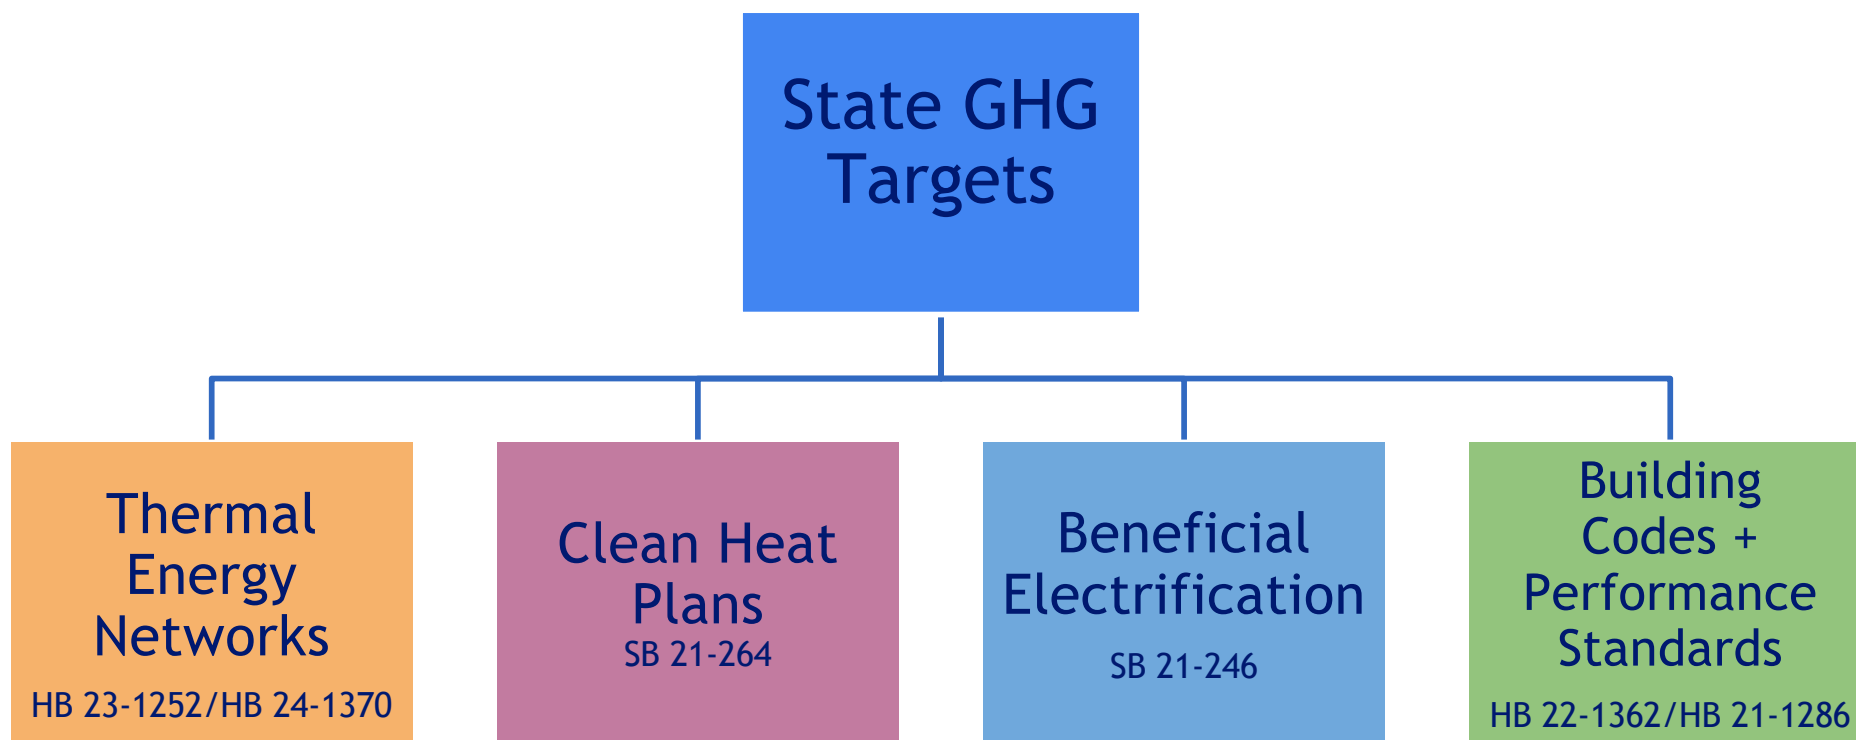 State GHG
Targets
Thermal
Energy
Networks
HB 23-1252/HB 24-1370
Clean Heat
Plans
SB 21-264
Beneficial
Electrification
SB 21-246
Building
Codes +
Performance
Standards
HB 22-1362/HB 21-1286